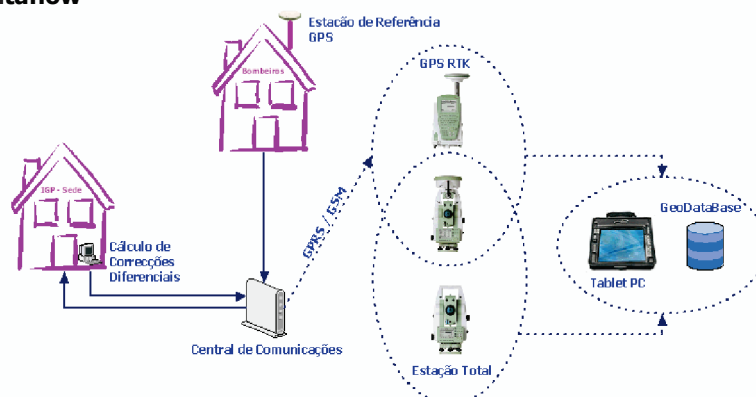 Estação de Referência
GPS
GPS RTK
Bombeiros
IGP - Sede
GPRS / GSM
GeoDataBase
Cálculo de
Correcções
Diferenciais
Tablet PC
Central de Comunicações
Estação Total